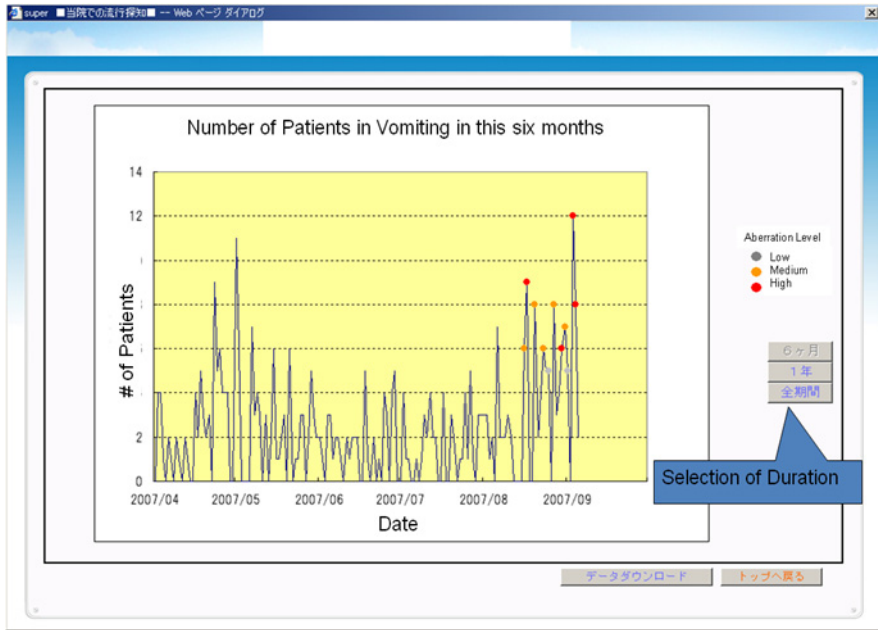 super ■当院での流行探知■ -- Web ページ ダイアログ
Number of Patients in Vomiting in this six months
# of Patients
14
12
8
6
4
2
0
2007/04 2007/05 2007/06 2007/07 2007/08 2007/09
Date
Aberration Level
Low
Medium
High
6ヶ月
1年
全期間
Selection of Duration
データダウンロード トップへ戻る